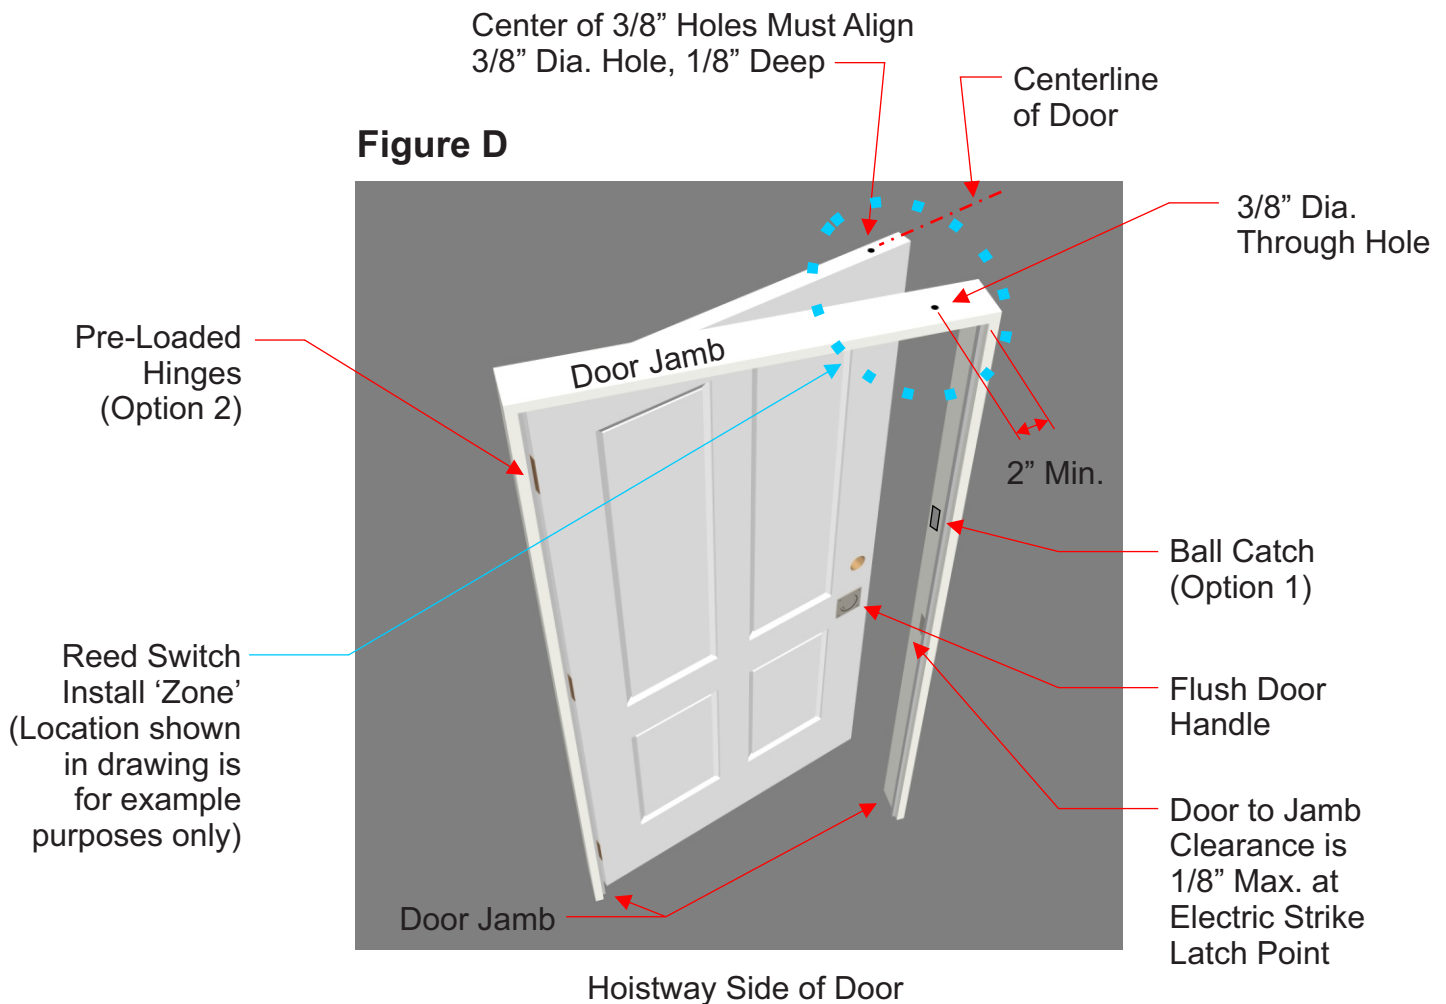 Center of 3/8” Holes Must Align
3/8” Dia. Hole, 1/8” Deep
Centerline
of Door
Figure D
3/8” Dia.
Through Hole
Pre-Loaded
Hinges
(Option 2)
Door Jamb
2” Min.
Ball Catch
(Option 1)
Reed Switch
Install ‘Zone’
(Location shown
in drawing is
for example
purposes only)
Flush Door
Handle
Door to Jamb
Clearance is
1/8” Max. at
Electric Strike
Latch Point
Door Jamb
Hoistway Side of Door